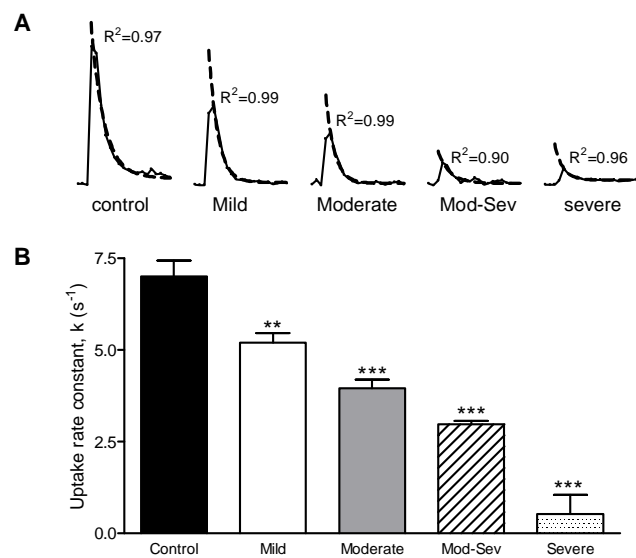 A
R²=0.97
R²=0.99
R²=0.99
R²=0.90
R²=0.96
control
Mild
Moderate
Mod-Sev
severe
B
Uptake rate constant, k (s⁻¹)
7.5
5.0
2.5
0.0
**
***
***
***
Control
Mild
Moderate
Mod-Sev
Severe